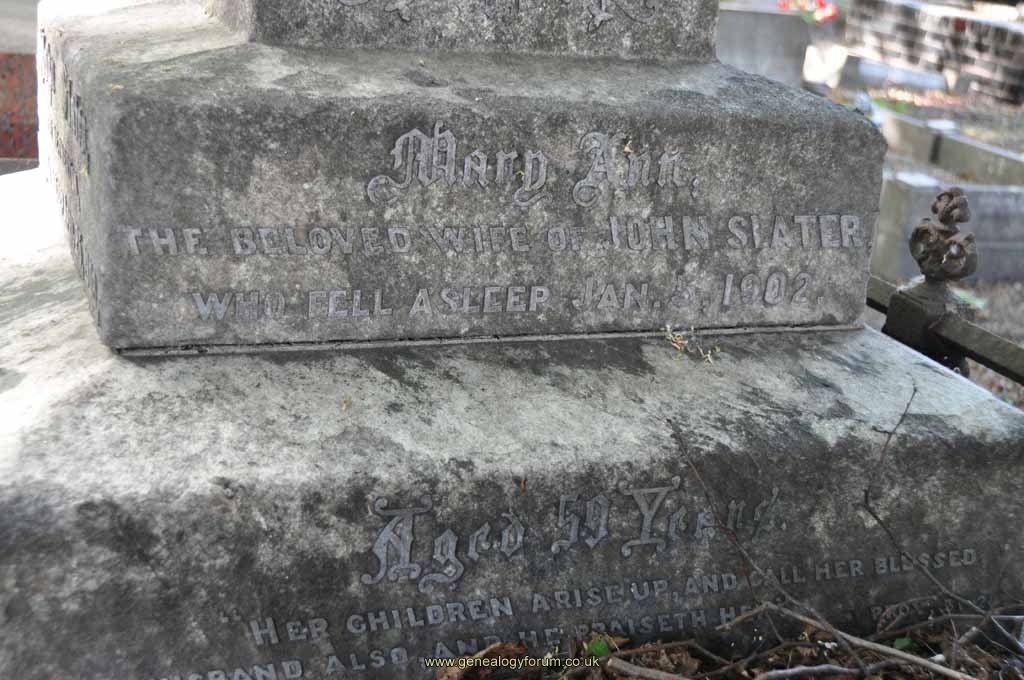 Mary Ann,
THE BELOVED WIFE OF JOHN SLATER,
WHO FELL ASLEEP JAN. 1902.
Aged 59 Years.
"HER CHILDREN ARISE UP, AND CALL HER BLESSED
ALSO, AND HE PRAISETH HER"
www.genealogyforum.co.uk